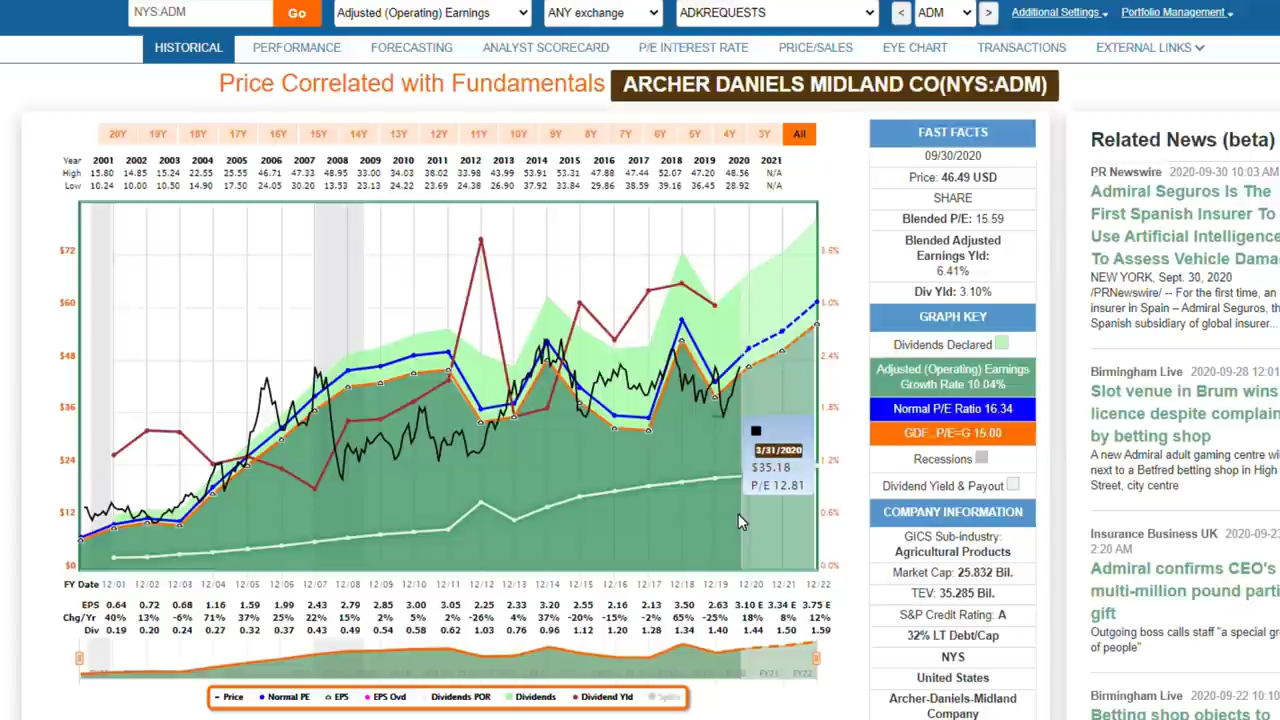 NYS:ADM Go Adjusted (Operating) Earnings ANY exchange ADKREQUESTS < ADM > Additional Settings Portfolio Management
HISTORICAL PERFORMANCE FORECASTING ANALYST SCORECARD P/E INTEREST RATE PRICE/SALES EYE CHART TRANSACTIONS EXTERNAL LINKS
Price Correlated with Fundamentals ARCHER DANIELS MIDLAND CO(NYS:ADM)
20Y 19Y 18Y 17Y 16Y 15Y 14Y 13Y 12Y 11Y 10Y 9Y 8Y 7Y 6Y 5Y 4Y 3Y All
Year 2001 2002 2003 2004 2005 2006 2007 2008 2009 2010 2011 2012 2013 2014 2015 2016 2017 2018 2019 2020 2021
High 15.80 14.85 15.24 22.55 25.55 46.71 47.33 48.95 33.00 34.03 38.02 33.98 43.99 53.91 53.31 47.88 47.44 52.07 47.20 48.56 N/A
Low 10.24 10.00 10.50 14.90 17.50 24.05 30.20 13.53 23.13 24.22 23.69 24.38 26.90 37.92 33.84 29.86 38.59 39.16 36.45 28.92 N/A
$72
$60
$48
$36
$24
$12
$0
3.0%
2.4%
1.8%
1.2%
0.6%
0.0%
3/31/2020
$35.18
P/E 12.81
FY Date 12/01 12/02 12/03 12/04 12/05 12/06 12/07 12/08 12/09 12/10 12/11 12/12 12/13 12/14 12/15 12/16 12/17 12/18 12/19 12/20 12/21 12/22
EPS 0.64 0.72 0.68 1.16 1.59 1.99 2.43 2.79 2.85 3.00 3.05 2.25 2.33 3.20 2.55 2.16 2.13 3.50 2.63 3.10 E 3.34 E 3.75 E
Chg/Yr 40% 13% -6% 71% 37% 25% 22% 15% 2% 5% 2% -26% 4% 37% -20% -15% -2% 65% -25% 18% 8% 12%
Div 0.19 0.20 0.24 0.27 0.32 0.37 0.43 0.49 0.54 0.58 0.62 1.03 0.76 0.96 1.12 1.20 1.28 1.34 1.40 1.44 1.50 1.59
FY21 FY22
Price Normal PE EPS EPS Ovd Dividends POR Dividends Dividend Yld Splits
FAST FACTS
09/30/2020
Price: 46.49 USD
SHARE
Blended P/E: 15.59
Blended Adjusted
Earnings Yld:
6.41%
Div Yld: 3.10%
GRAPH KEY
Dividends Declared
Adjusted (Operating) Earnings
Growth Rate 10.04%
Normal P/E Ratio 16.34
GDF...P/E=G 15.00
Recessions
Dividend Yield & Payout
COMPANY INFORMATION
GICS Sub-industry:
Agricultural Products
Market Cap: 25.832 Bil.
TEV: 35.285 Bil.
S&P Credit Rating: A
32% LT Debt/Cap
NYS
United States
Archer-Daniels-Midland
Company
Related News (beta)
PR Newswire 2020-09-30 10:03 AM
Admiral Seguros Is The
First Spanish Insurer To
Use Artificial Intelligence
To Assess Vehicle Dama
NEW YORK, Sept. 30, 2020
/PRNewswire/ -- For the first time, an
insurer in Spain – Admiral Seguros, th
Spanish subsidiary of global insurer...
Birmingham Live 2020-09-28 12:01
Slot venue in Brum wins
licence despite complain
by betting shop
A new Admiral adult gaming centre wi
next to a Betfred betting shop in High
Street, city centre
Insurance Business UK 2020-09-23
2:20 AM
Admiral confirms CEO's
multi-million pound parti
gift
Outgoing boss calls staff "a special gr
of people"
Birmingham Live 2020-09-22 10:10
Betting shop objects to